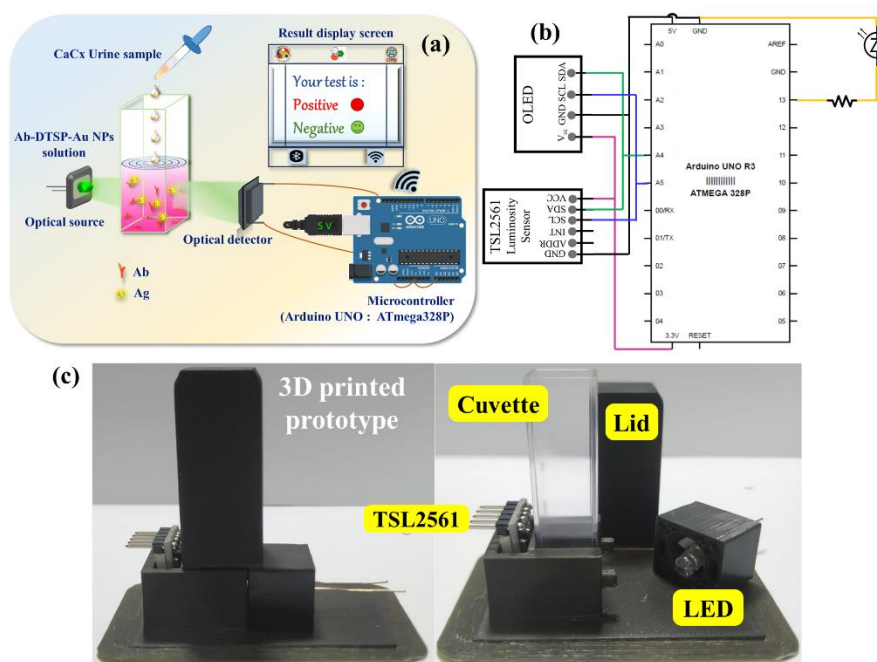 (a)
CaCx Urine sample
Result display screen
Your test is :
Positive
Negative
Ab-DTSP-Au NPs
solution
Optical source
Optical detector
5 V
UNO
ARDUINO
Ab
Ag
Microcontroller
(Arduino UNO : ATmega328P)
(b)
OLED
SDA
SCL
GND
Vcc
TSL2561
Luminosity
Sensor
VCC
SDA
SCL
INT
ADDR
GND
5V
GND
A0
A1
A2
A3
A4
A5
00/RX
01/TX
02
03
04
3.3V
RESET
AREF
GND
13
12
11
10
09
08
07
06
05
Arduino UNO R3
ATMEGA 328P
(c)
3D printed
prototype
Cuvette
Lid
TSL2561
LED